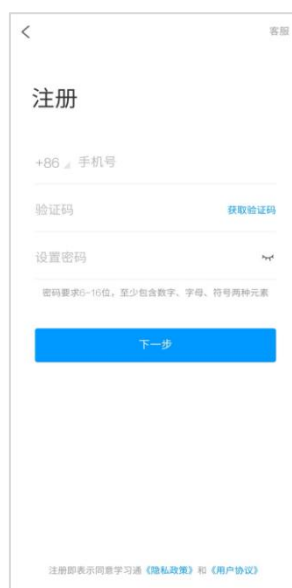 客服
注册
+86 手机号
验证码 获取验证码
设置密码
密码要求6-16位，至少包含数字、字母、符号两种元素
下一步
注册即表示同意学习通《隐私政策》和《用户协议》